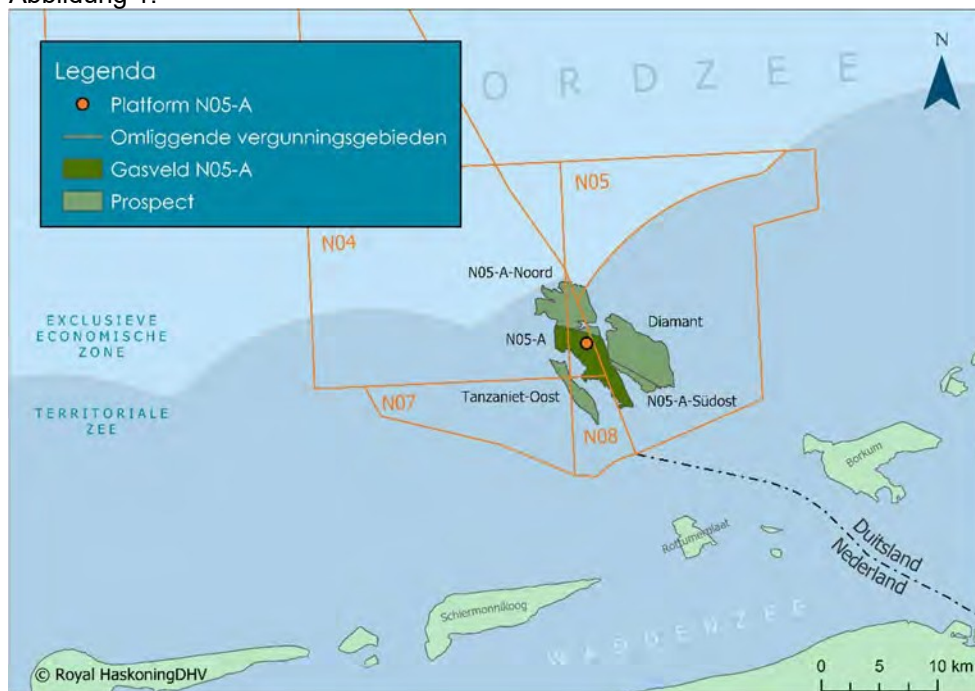 Abbildung 1:
Legenda
Platform N05-A
Omliggende vergunningsgebieden
Gasveld N05-A
Prospect
ORDZEE
N
N05
N04
N05-A-Noord
Diamant
N05-A
EXCLUSIEVE
ECONOMISCHE
ZONE
TERRITORIALE
ZEE
N07
Tanzaniet-Oost
N05-A-Südost
N08
Borkum
Rottumerplaat
Duitsland
Nederland
Schiermonnikoog
WADDENZEE
© Royal HaskoningDHV
0 5 10 km